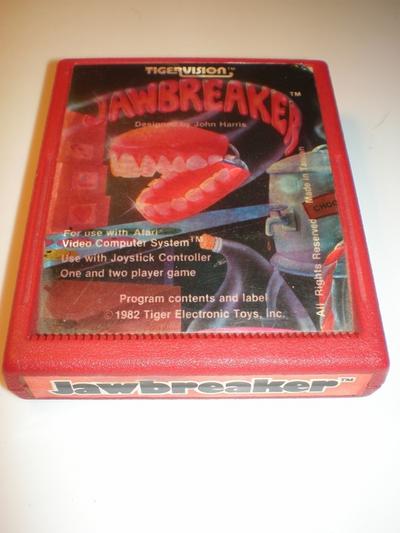 TIGERVISION™
JAWBREAKER™
Designed by John Harris
For use with Atari
Video Computer System™
Use with Joystick Controller
One and two player game
Program contents and label
© 1982 Tiger Electronic Toys, Inc.
All Rights Reserved
Made in Taiwan
CHOC
Jawbreaker™